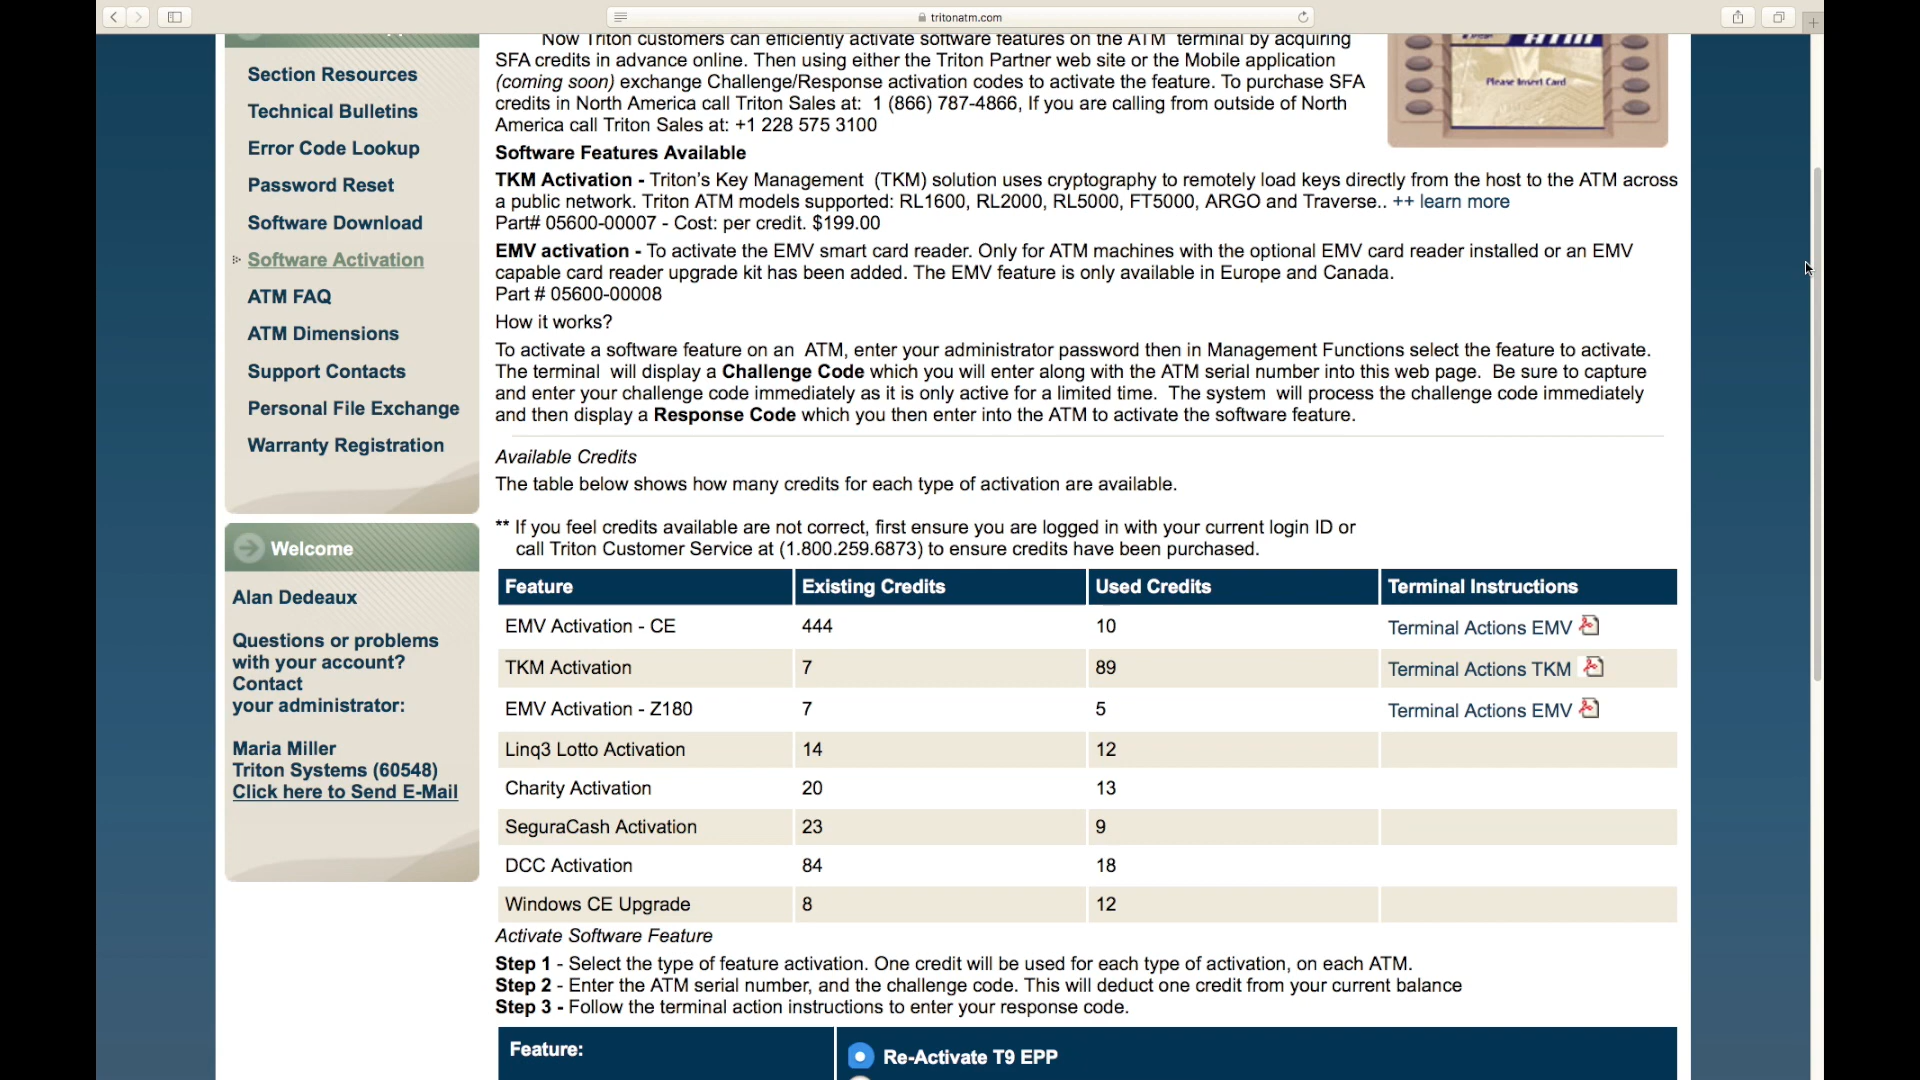 tritonatm.com
Now Triton customers can efficiently activate software features on the ATM terminal by acquiring
SFA credits in advance online. Then using either the Triton Partner web site or the Mobile application
(coming soon) exchange Challenge/Response activation codes to activate the feature. To purchase SFA
credits in North America call Triton Sales at: 1 (866) 787-4866, If you are calling from outside of North
America call Triton Sales at: +1 228 575 3100
Please Insert Card
Section Resources
Technical Bulletins
Error Code Lookup
Password Reset
Software Download
Software Activation
ATM FAQ
ATM Dimensions
Support Contacts
Personal File Exchange
Warranty Registration
Welcome
Alan Dedeaux
Questions or problems
with your account?
Contact
your administrator:
Maria Miller
Triton Systems (60548)
Click here to Send E-Mail
Software Features Available
TKM Activation - Triton's Key Management (TKM) solution uses cryptography to remotely load keys directly from the host to the ATM across
a public network. Triton ATM models supported: RL1600, RL2000, RL5000, FT5000, ARGO and Traverse.. ++ learn more
Part# 05600-00007 - Cost: per credit. $199.00
EMV activation - To activate the EMV smart card reader. Only for ATM machines with the optional EMV card reader installed or an EMV
capable card reader upgrade kit has been added. The EMV feature is only available in Europe and Canada.
Part # 05600-00008
How it works?
To activate a software feature on an ATM, enter your administrator password then in Management Functions select the feature to activate.
The terminal will display a Challenge Code which you will enter along with the ATM serial number into this web page. Be sure to capture
and enter your challenge code immediately as it is only active for a limited time. The system will process the challenge code immediately
and then display a Response Code which you then enter into the ATM to activate the software feature.
Available Credits
The table below shows how many credits for each type of activation are available.
** If you feel credits available are not correct, first ensure you are logged in with your current login ID or
call Triton Customer Service at (1.800.259.6873) to ensure credits have been purchased.
Feature Existing Credits Used Credits Terminal Instructions
EMV Activation - CE 444 10 Terminal Actions EMV
TKM Activation 7 89 Terminal Actions TKM
EMV Activation - Z180 7 5 Terminal Actions EMV
Linq3 Lotto Activation 14 12
Charity Activation 20 13
SeguraCash Activation 23 9
DCC Activation 84 18
Windows CE Upgrade 8 12
Activate Software Feature
Step 1 - Select the type of feature activation. One credit will be used for each type of activation, on each ATM.
Step 2 - Enter the ATM serial number, and the challenge code. This will deduct one credit from your current balance
Step 3 - Follow the terminal action instructions to enter your response code.
Feature: Re-Activate T9 EPP